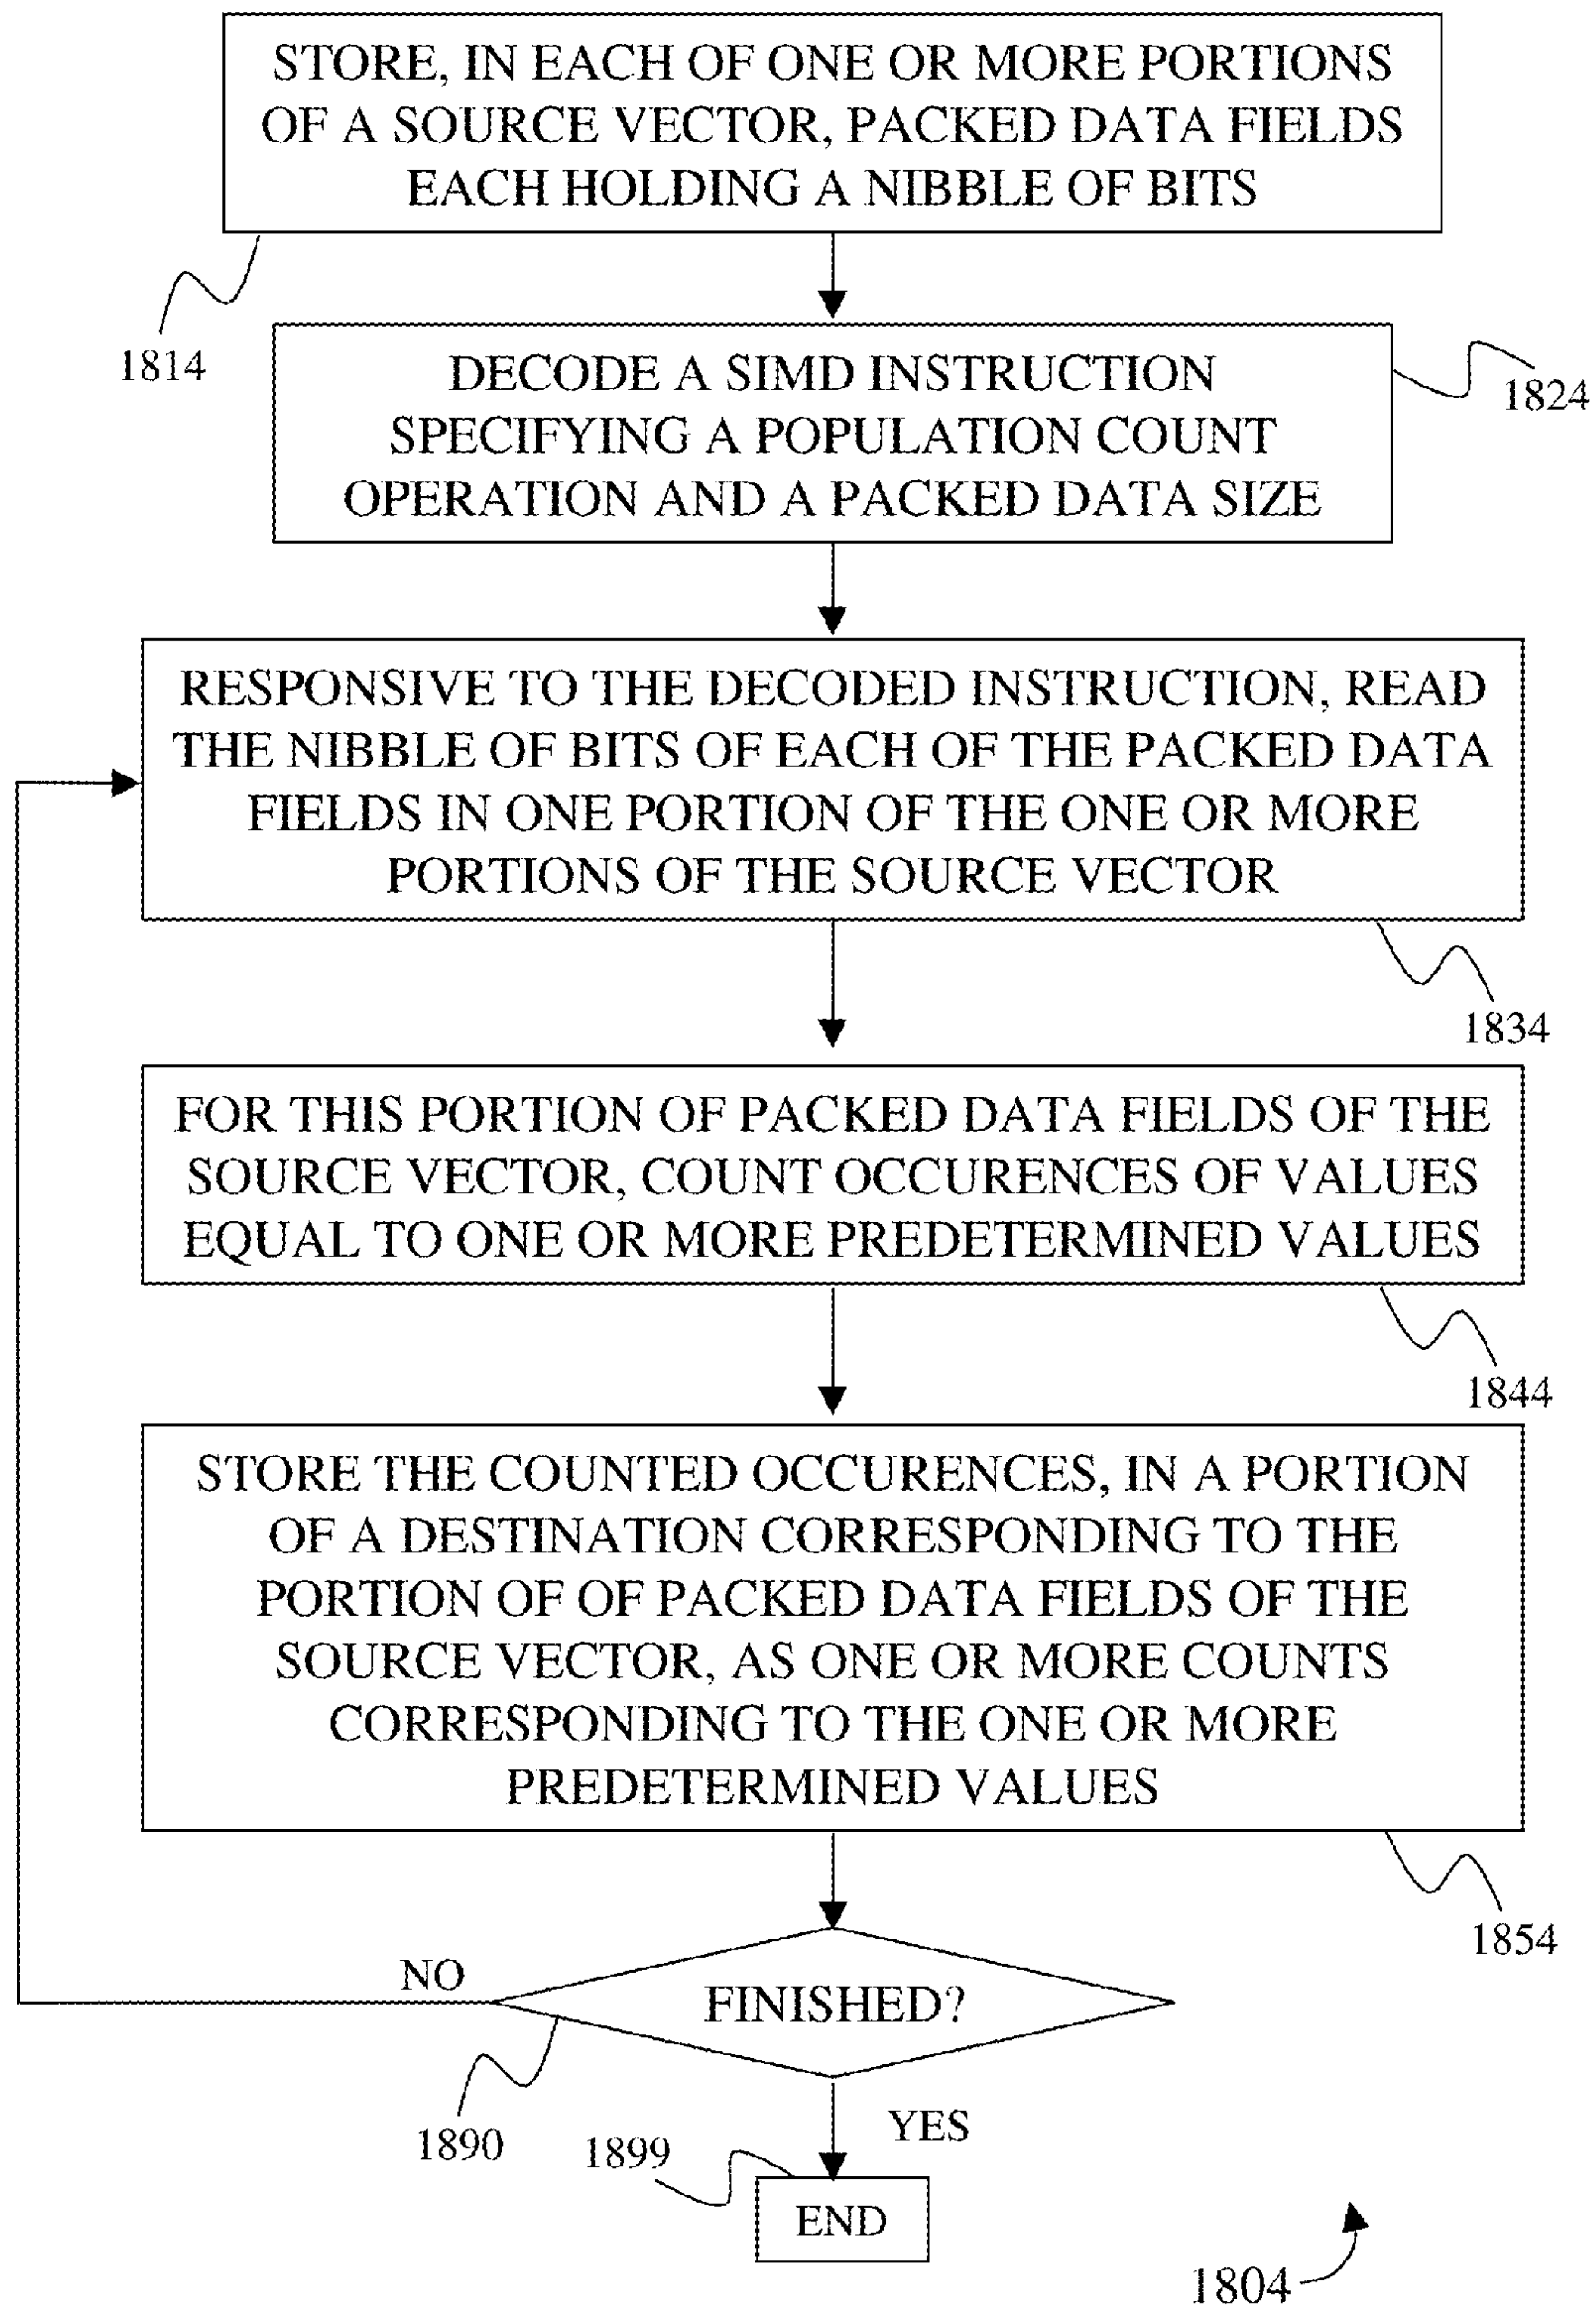 STORE, IN EACH OF ONE OR MORE PORTIONS
OF A SOURCE VECTOR, PACKED DATA FIELDS
EACH HOLDING A NIBBLE OF BITS
1814
DECODE A SIMD INSTRUCTION
SPECIFYING A POPULATION COUNT
OPERATION AND A PACKED DATA SIZE
1824
RESPONSIVE TO THE DECODED INSTRUCTION, READ
THE NIBBLE OF BITS OF EACH OF THE PACKED DATA
FIELDS IN ONE PORTION OF THE ONE OR MORE
PORTIONS OF THE SOURCE VECTOR
1834
FOR THIS PORTION OF PACKED DATA FIELDS OF THE
SOURCE VECTOR, COUNT OCCURENCES OF VALUES
EQUAL TO ONE OR MORE PREDETERMINED VALUES
1844
STORE THE COUNTED OCCURENCES, IN A PORTION
OF A DESTINATION CORRESPONDING TO THE
PORTION OF OF PACKED DATA FIELDS OF THE
SOURCE VECTOR, AS ONE OR MORE COUNTS
CORRESPONDING TO THE ONE OR MORE
PREDETERMINED VALUES
1854
NO
FINISHED?
1890
YES
1899
END
1804